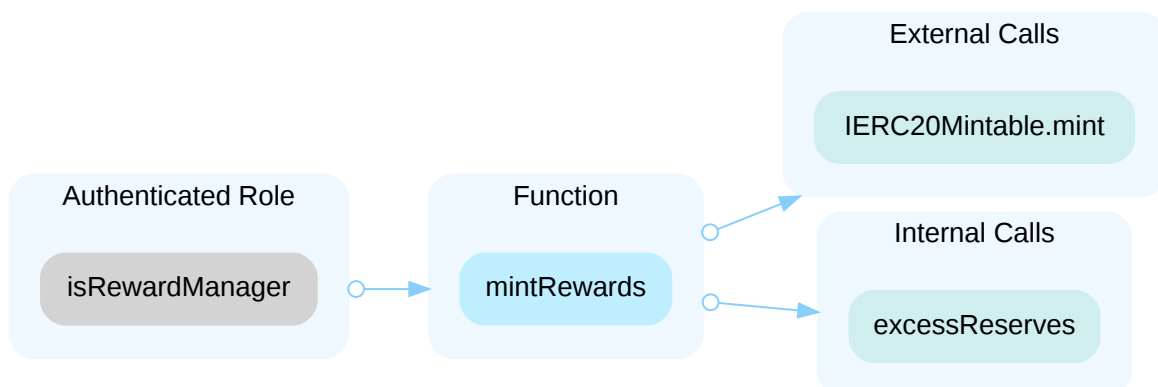 Authenticated Role
isRewardManager
Function
mintRewards
External Calls
IERC20Mintable.mint
Internal Calls
excessReserves